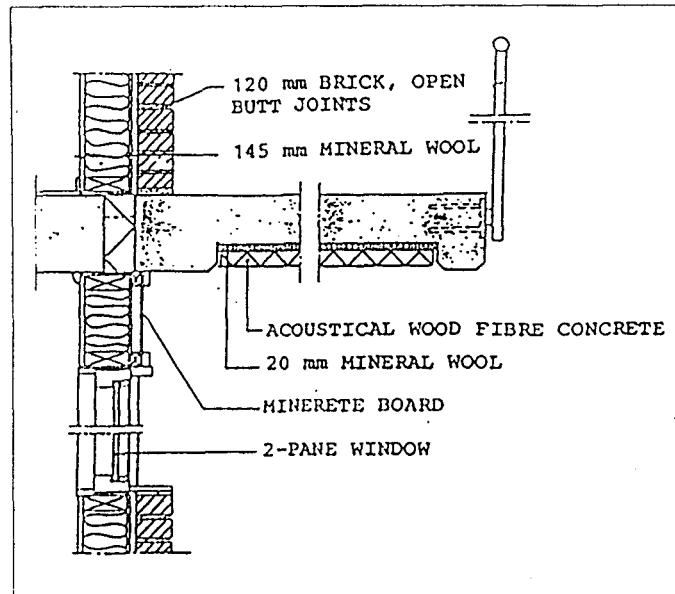 120 mm BRICK, OPEN
BUTT JOINTS
145 mm MINERAL WOOL
ACOUSTICAL WOOD FIBRE CONCRETE
20 mm MINERAL WOOL
MINERETE BOARD
2-PANE WINDOW